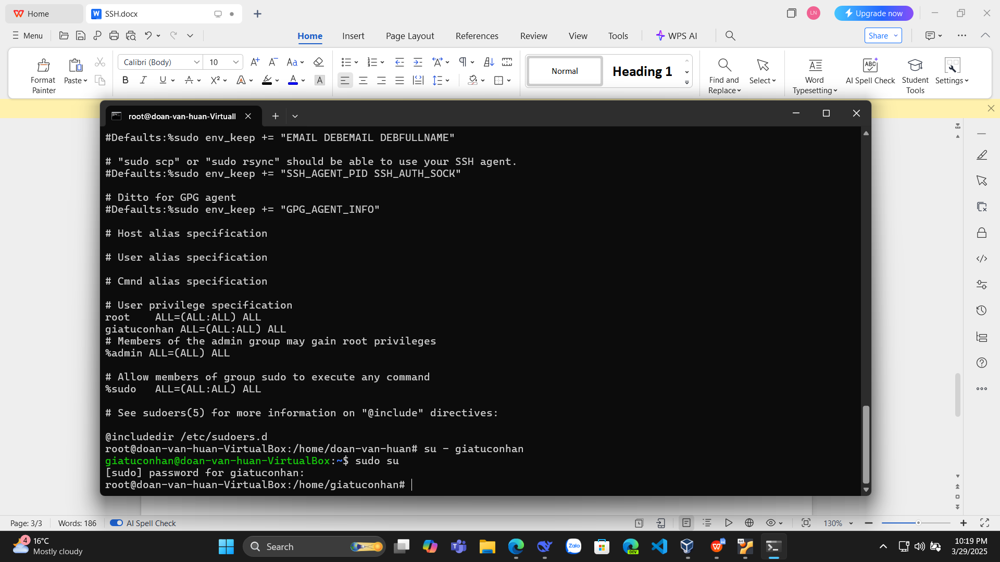 Home
SSH.docx
LN
Upgrade now
Menu
Home
Insert
Page Layout
References
Review
View
Tools
WPS AI
Share
Format
Painter
Paste
Calibri (Body)
10
Normal
Heading 1
Find and
Replace
Select
Word
Typesetting
AI Spell Check
Student
Tools
Settings
root@doan-van-huan-Virtuall
#Defaults:%sudo env_keep += "EMAIL DEBEMAIL DEBFULLNAME"
# "sudo scp" or "sudo rsync" should be able to use your SSH agent.
#Defaults:%sudo env_keep += "SSH_AGENT_PID SSH_AUTH_SOCK"
# Ditto for GPG agent
#Defaults:%sudo env_keep += "GPG_AGENT_INFO"
# Host alias specification
# User alias specification
# Cmnd alias specification
# User privilege specification
root    ALL=(ALL:ALL) ALL
giatuconhan ALL=(ALL:ALL) ALL
# Members of the admin group may gain root privileges
%admin ALL=(ALL) ALL
# Allow members of group sudo to execute any command
%sudo   ALL=(ALL:ALL) ALL
# See sudoers(5) for more information on "@include" directives:
@includedir /etc/sudoers.d
root@doan-van-huan-VirtualBox:/home/doan-van-huan# su - giatuconhan
giatuconhan@doan-van-huan-VirtualBox:~$ sudo su
[sudo] password for giatuconhan:
root@doan-van-huan-VirtualBox:/home/giatuconhan#
Page: 3/3
Words: 186
AI Spell Check
130%
4
16°C
Mostly cloudy
Search
Zalo
DEV
64
10:19 PM
3/29/2025